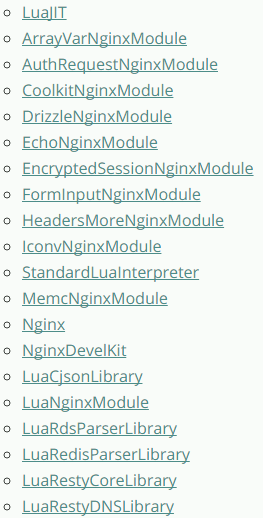 LuaJIT
ArrayVarNginxModule
AuthRequestNginxModule
CoolkitNginxModule
DrizzleNginxModule
EchoNginxModule
EncryptedSessionNginxModule
FormInputNginxModule
HeadersMoreNginxModule
IconvNginxModule
StandardLuaInterpreter
MemcNginxModule
Nginx
NginxDevelKit
LuaCjsonLibrary
LuaNginxModule
LuaRdsParserLibrary
LuaRedisParserLibrary
LuaRestyCoreLibrary
LuaRestyDNSLibrary